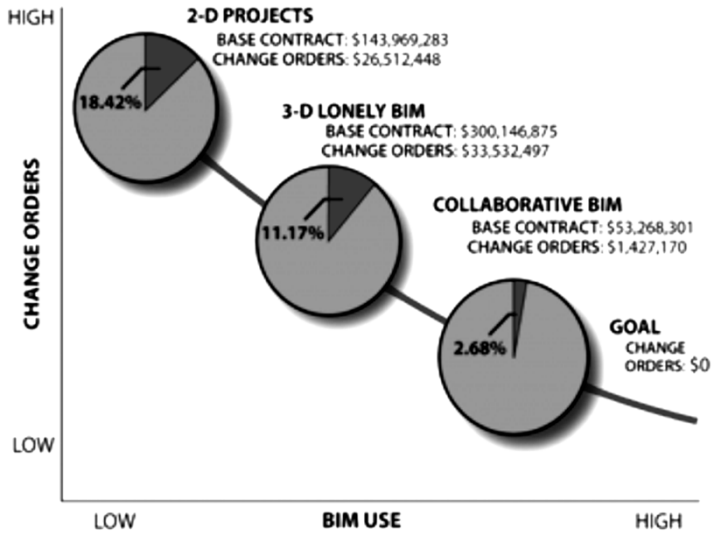 HIGH
2-D PROJECTS
BASE CONTRACT: $143,969,283
CHANGE ORDERS: $26,512,448
18.42%
3-D LONELY BIM
BASE CONTRACT: $300,146,875
CHANGE ORDERS: $33,532,497
11.17%
COLLABORATIVE BIM
BASE CONTRACT: $53,268,301
CHANGE ORDERS: $1,427,170
2.68%
GOAL
CHANGE
ORDERS: $0
CHANGE ORDERS
LOW
LOW
BIM USE
HIGH